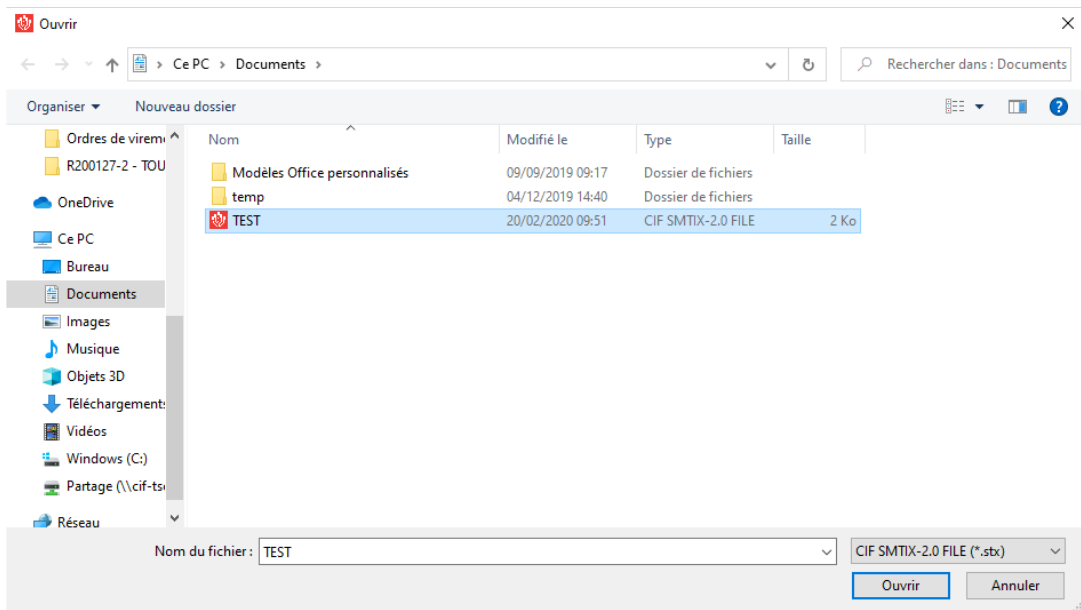 Ouvrir
Ce PC > Documents >
Rechercher dans : Documents
Organiser
Nouveau dossier
Nom
Modifié le
Type
Taille
Modèles Office personnalisés 09/09/2019 09:17 Dossier de fichiers
temp 04/12/2019 14:40 Dossier de fichiers
TEST 20/02/2020 09:51 CIF SMTIX-2.0 FILE 2 Ko
Ordres de virem
R200127-2 - TOU
OneDrive
Ce PC
Bureau
Documents
Images
Musique
Objets 3D
Téléchargements
Vidéos
Windows (C:)
Partage (\\cif-ts
Réseau
Nom du fichier : TEST
CIF SMTIX-2.0 FILE (*.stx)
Ouvrir
Annuler